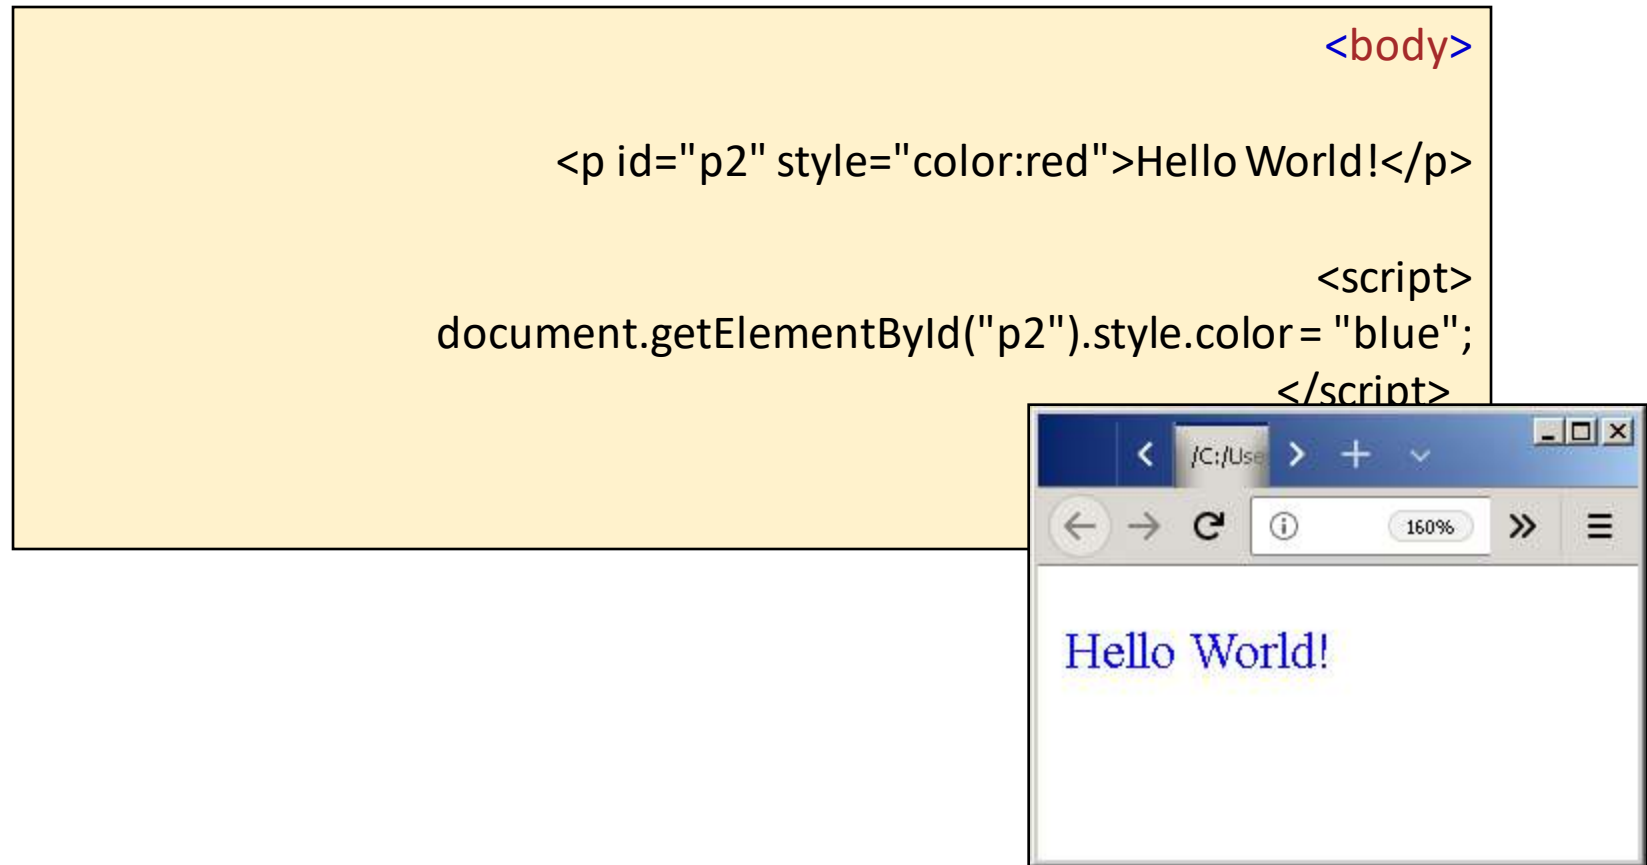 <body>
<p id="p2" style="color:red">Hello World!</p>
<script>
document.getElementById("p2").style.color = "blue";
</script>
/C:/Use
160%
Hello World!